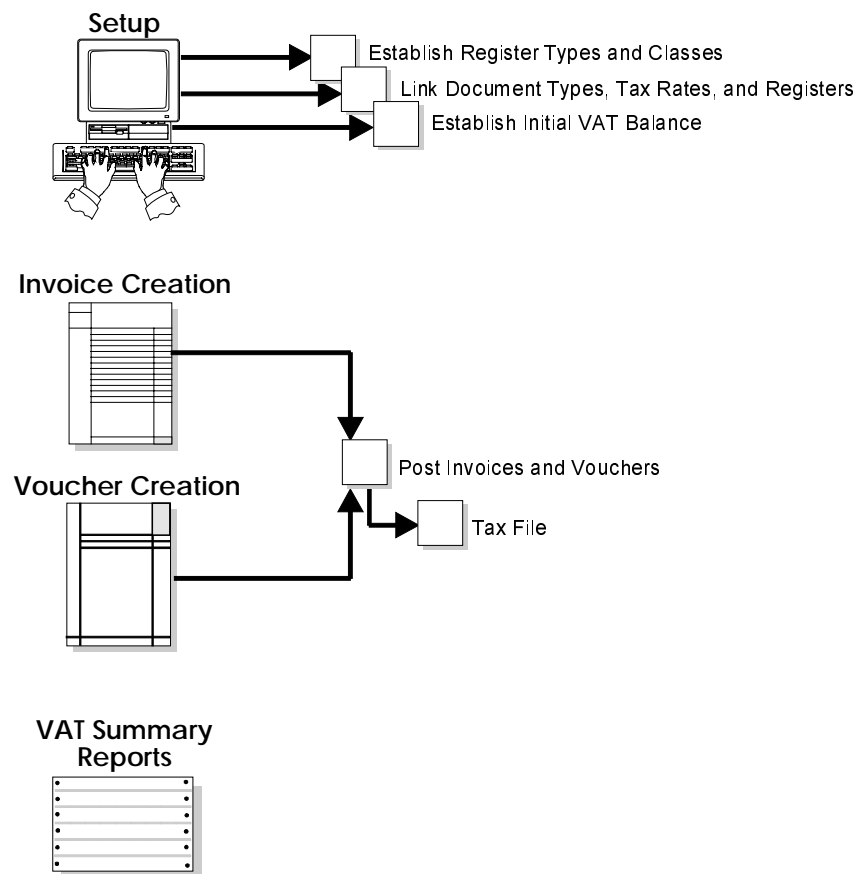 Setup
Establish Register Types and Classes
Link Document Types, Tax Rates, and Registers
Establish Initial VAT Balance
Invoice Creation
Post Invoices and Vouchers
Voucher Creation
Tax File
VAT Summary
Reports